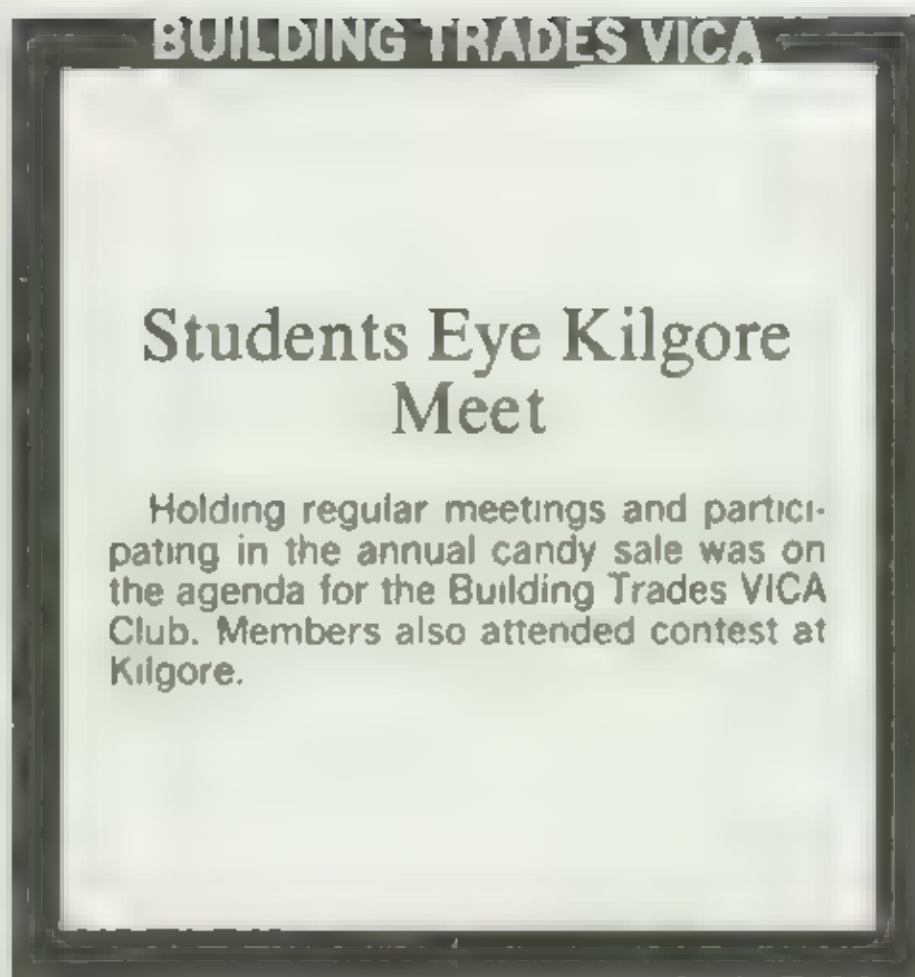 BUILDING TRADES VICA
Students Eye Kilgore
Meet
Holding regular meetings and partici-
pating in the annual candy sale was on
the agenda for the Building Trades VICA
Club. Members also attended contest at
Kilgore.